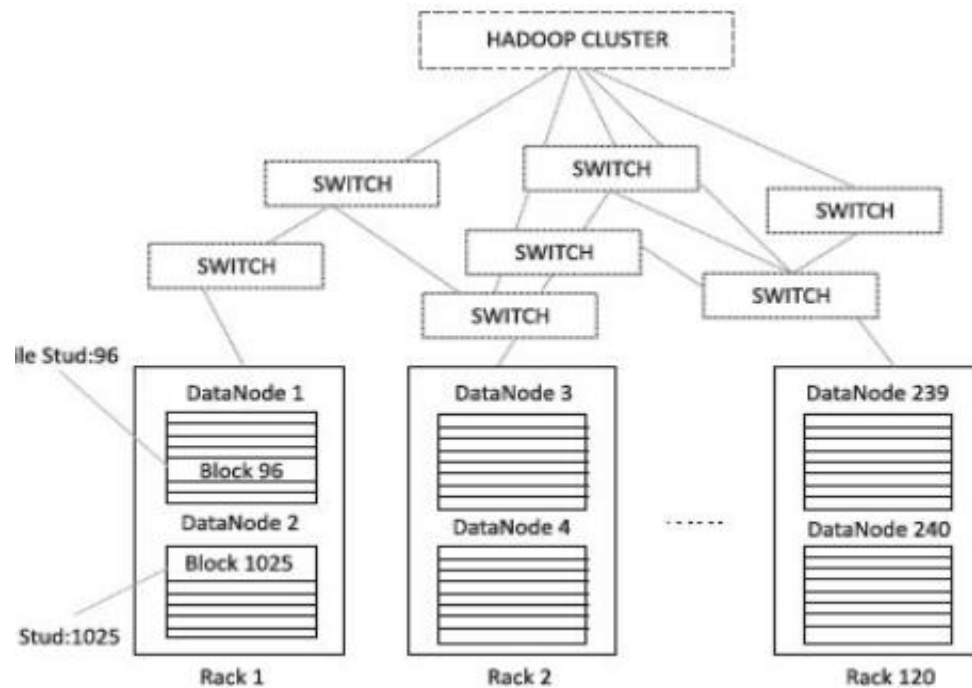 HADOOP CLUSTER
SWITCH
SWITCH
SWITCH
SWITCH
SWITCH
SWITCH
SWITCH
ile Stud:96
DataNode 1
DataNode 3
DataNode 239
Block 96
DataNode 2
DataNode 4
DataNode 240
Block 1025
Stud:1025
Rack 1
Rack 2
Rack 120